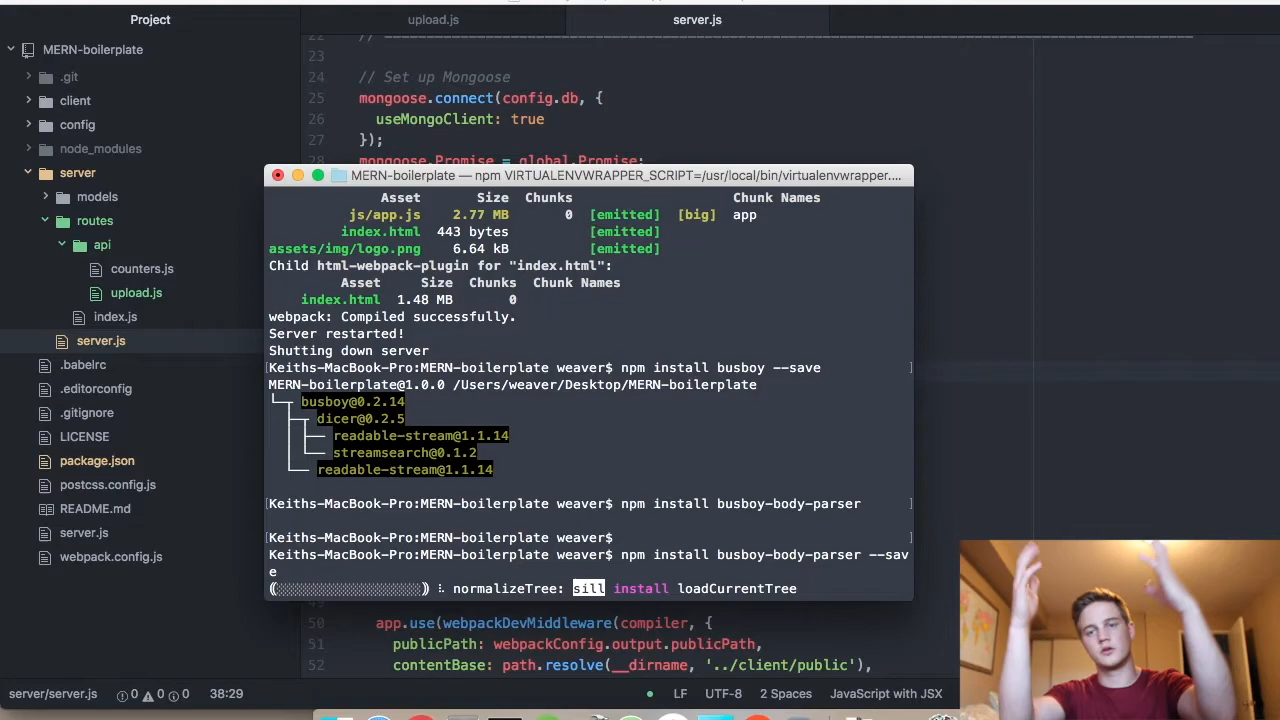 Project
upload.js
server.js
MERN-boilerplate
.git
client
config
node_modules
server
models
routes
api
counters.js
upload.js
index.js
server.js
.babelrc
.editorconfig
.gitignore
LICENSE
package.json
postcss.config.js
README.md
server.js
webpack.config.js
22 //
23
24 // Set up Mongoose
25 mongoose.connect(config.db, {
26 useMongoClient: true
27 });
28 mongoose.Promise = global.Promise;
MERN-boilerplate — npm VIRTUALENVWRAPPER_SCRIPT=/usr/local/bin/virtualenvwrapper....
Asset Size Chunks Chunk Names
js/app.js 2.77 MB 0 [emitted] [big] app
index.html 443 bytes [emitted]
assets/img/logo.png 6.64 kB [emitted]
Child html-webpack-plugin for "index.html":
Asset Size Chunks Chunk Names
index.html 1.48 MB 0
webpack: Compiled successfully.
Server restarted!
Shutting down server
[Keiths-MacBook-Pro:MERN-boilerplate weaver$ npm install busboy --save ]
MERN-boilerplate@1.0.0 /Users/weaver/Desktop/MERN-boilerplate
└─┬ busboy@0.2.14
├─┬ dicer@0.2.5
│ ├── readable-stream@1.1.14
│ └── streamsearch@0.1.2
└── readable-stream@1.1.14
[Keiths-MacBook-Pro:MERN-boilerplate weaver$ npm install busboy-body-parser ]
[Keiths-MacBook-Pro:MERN-boilerplate weaver$ ]
Keiths-MacBook-Pro:MERN-boilerplate weaver$ npm install busboy-body-parser --sav
e
normalizeTree: sill install loadCurrentTree
50 app.use(webpackDevMiddleware(compiler, {
51 publicPath: webpackConfig.output.publicPath,
52 contentBase: path.resolve(__dirname, '../client/public'),
server/server.js 0 0 0 38:29 LF UTF-8 2 Spaces JavaScript with JSX